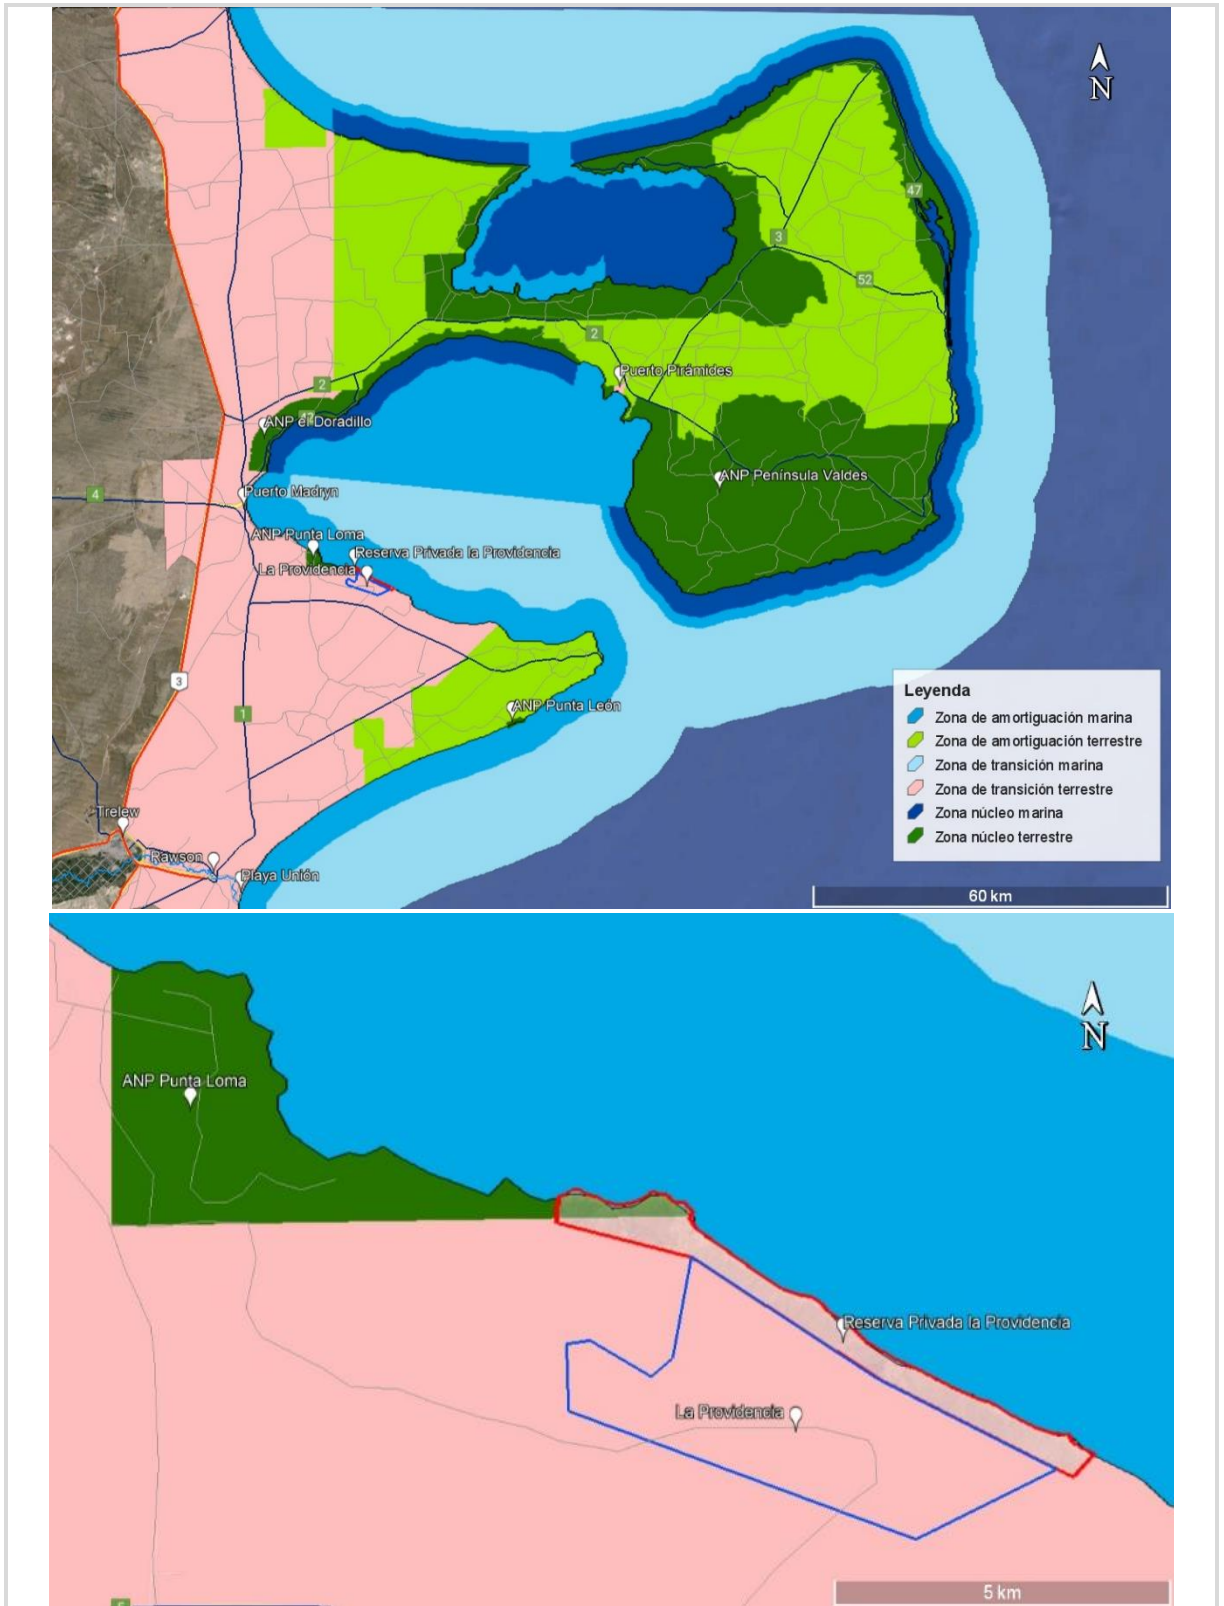 N
47
3
52
2
Puerto Pirámides
2
47
ANP el Doradillo
ANP Península Valdes
4
Puerto Madryn
ANP Punta Loma
Reserva Privada la Providencia
La Providencia
3
1
ANP Punta León
Leyenda
Zona de amortiguación marina
Zona de amortiguación terrestre
Zona de transición marina
Zona de transición terrestre
Zona núcleo marina
Zona núcleo terrestre
Trelew
Rawson
Playa Unión
60 km
N
ANP Punta Loma
Reserva Privada la Providencia
La Providencia
5 km